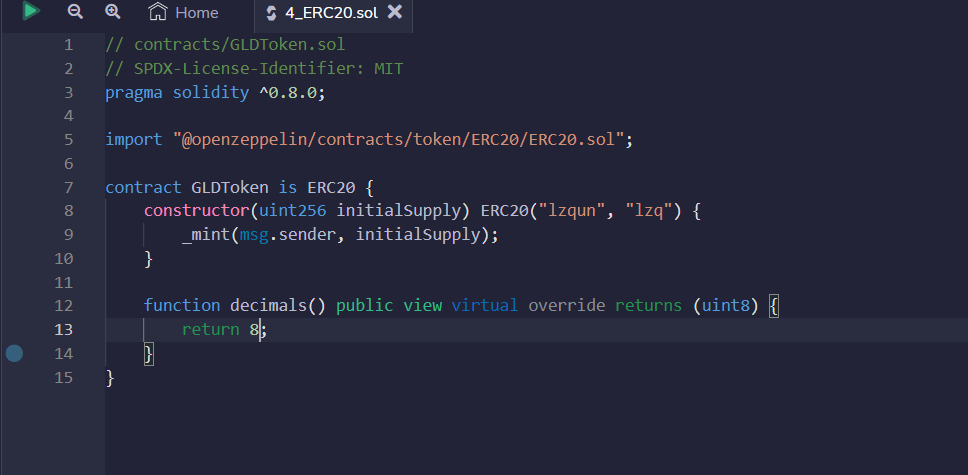 Home
4_ERC20.sol
1 // contracts/GLDToken.sol
2 // SPDX-License-Identifier: MIT
3 pragma solidity ^0.8.0;
4
5 import "@openzeppelin/contracts/token/ERC20/ERC20.sol";
6
7 contract GLDToken is ERC20 {
8     constructor(uint256 initialSupply) ERC20("lzqun", "lzq") {
9         _mint(msg.sender, initialSupply);
10     }
11
12     function decimals() public view virtual override returns (uint8) {
13         return 8;
14     }
15 }